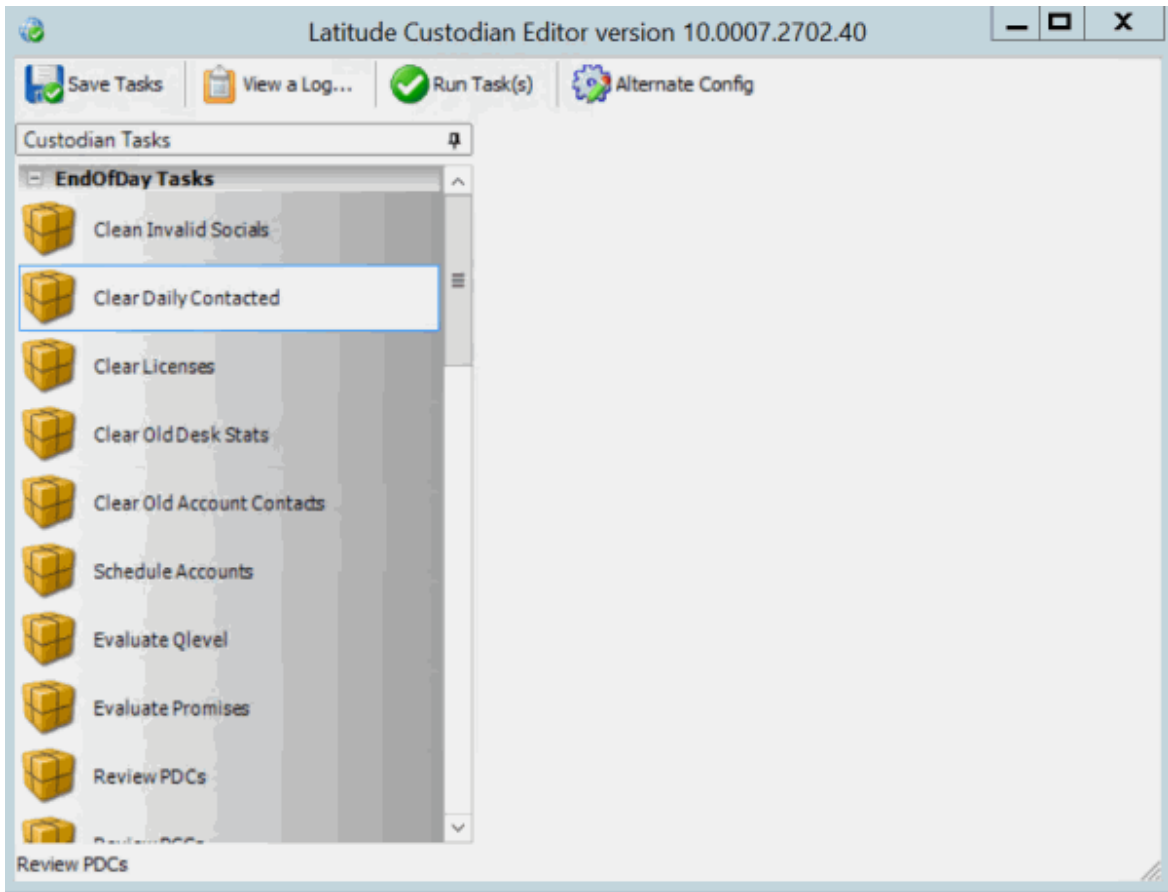 Latitude Custodian Editor version 10.0007.2702.40
Save Tasks View a Log... Run Task(s) Alternate Config
Custodian Tasks
EndOfDay Tasks
Clean Invalid Socials
Clear Daily Contacted
Clear Licenses
Clear Old Desk Stats
Clear Old Account Contacts
Schedule Accounts
Evaluate Qlevel
Evaluate Promises
Review PDCs
Review PDCs